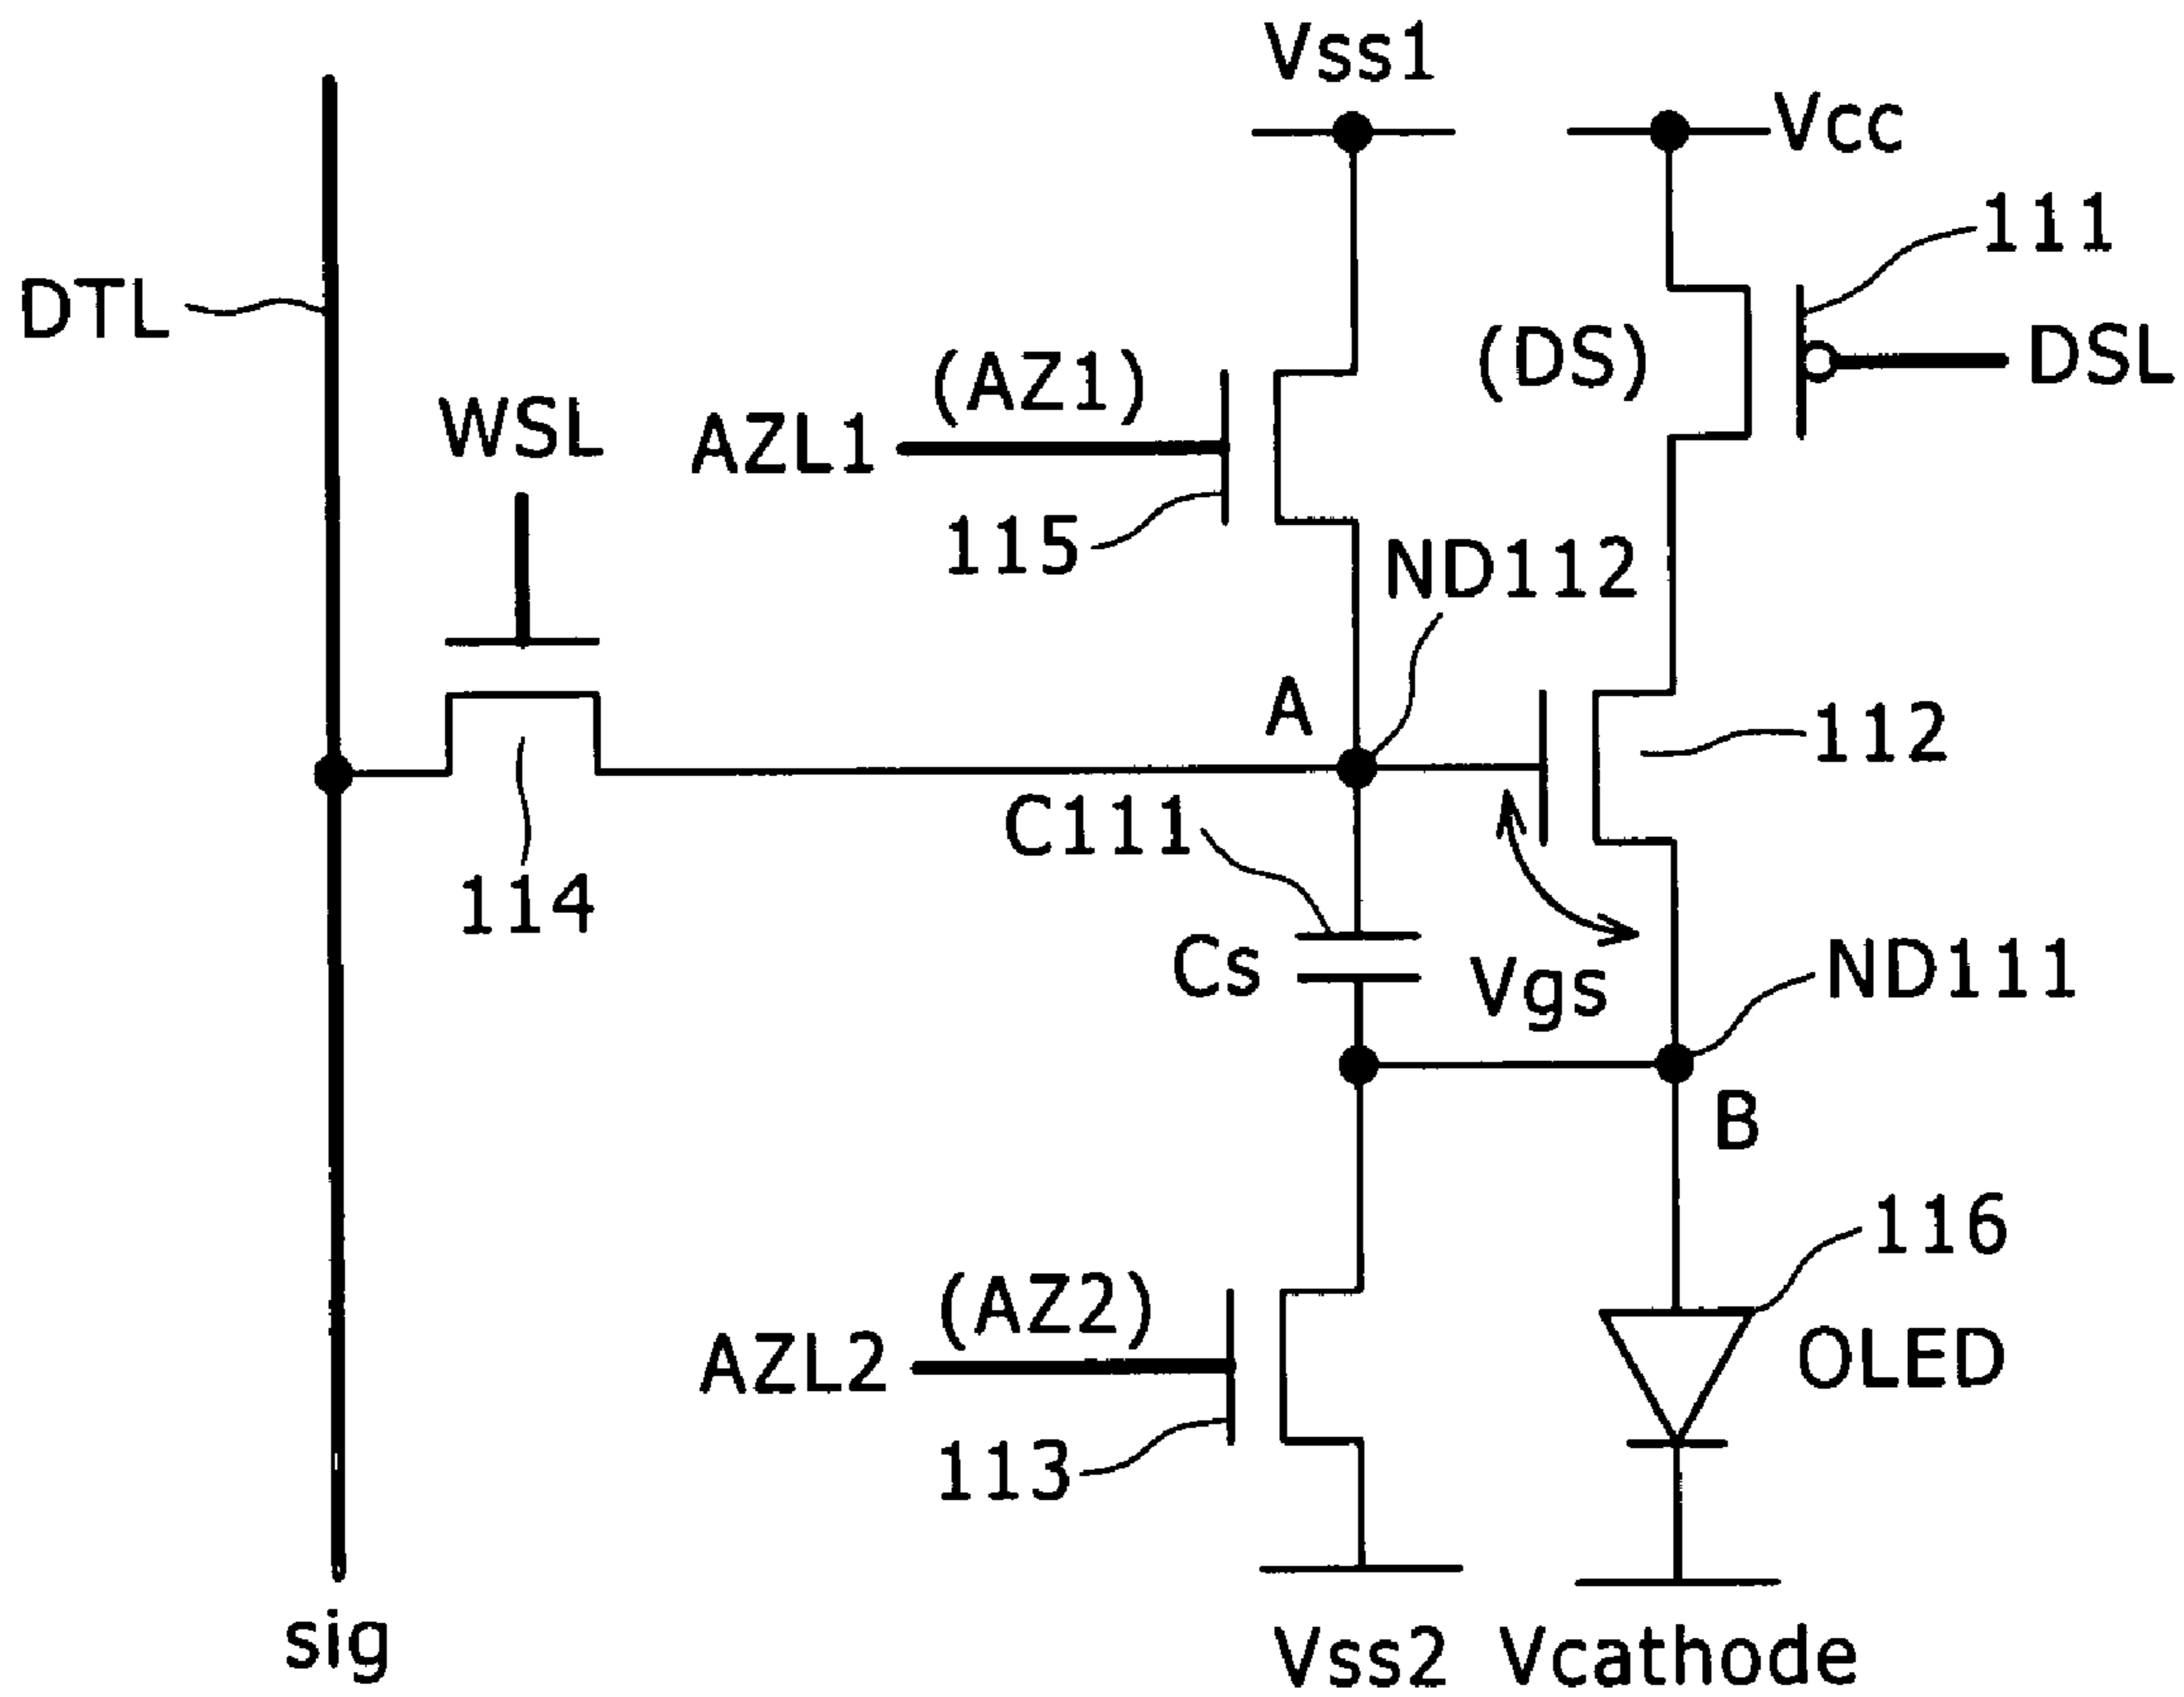 Vss1
Vcc
111
DTL
(DS)
DSL
(AZ1)
WSL
AZL1
115
ND112
A
112
C111
114
Cs
Vgs
ND111
B
116
(AZ2)
OLED
AZL2
113
sig
Vss2
Vcathode